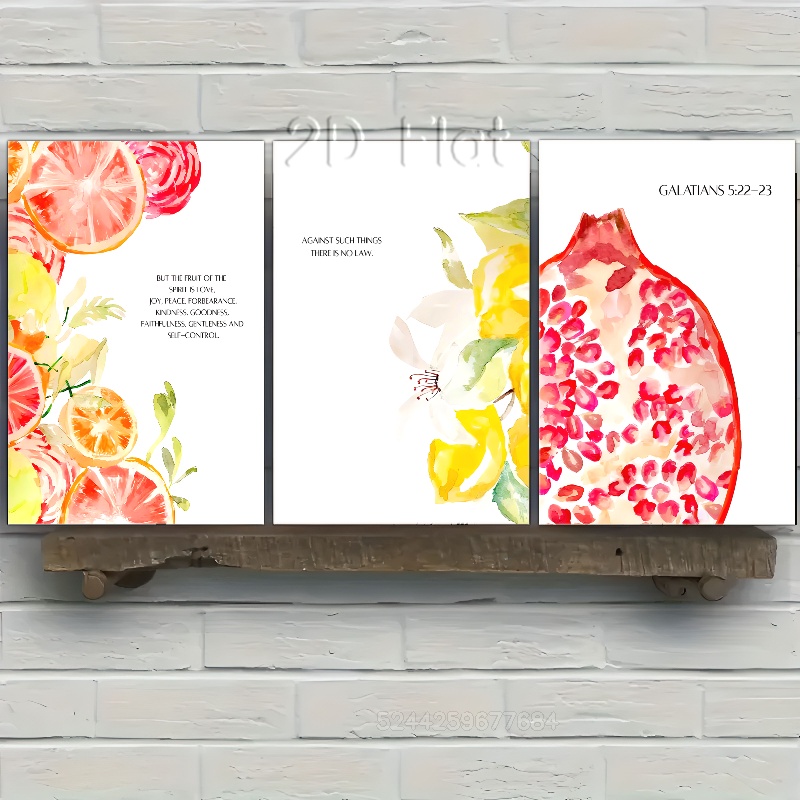 2D Flat
GALATIANS 5:22–23
AGAINST SUCH THINGS
THERE IS NO LAW.
BUT THE FRUIT OF THE
SPIRIT IS LOVE,
JOY, PEACE, FORBEARANCE,
KINDNESS, GOODNESS,
FAITHFULNESS, GENTLENESS AND
SELF–CONTROL.
5244259677684